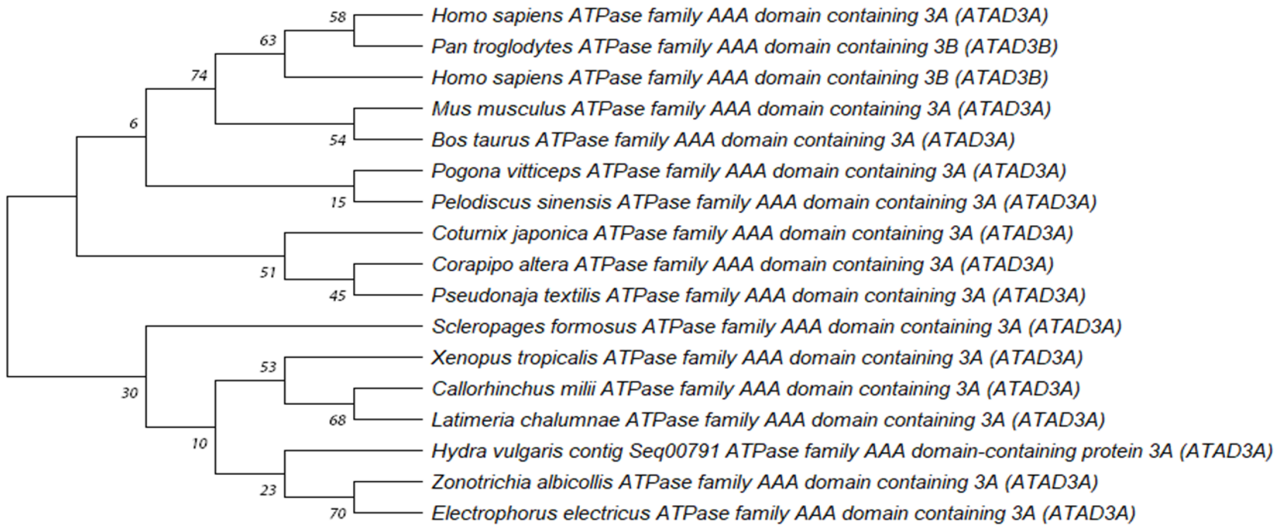 58 Homo sapiens ATPase family AAA domain containing 3A (ATAD3A)
63
Pan troglodytes ATPase family AAA domain containing 3B (ATAD3B)
74 Homo sapiens ATPase family AAA domain containing 3B (ATAD3B)
Mus musculus ATPase family AAA domain containing 3A (ATAD3A)
6
54 Bos taurus ATPase family AAA domain containing 3A (ATAD3A)
Pogona vitticeps ATPase family AAA domain containing 3A (ATAD3A)
15 Pelodiscus sinensis ATPase family AAA domain containing 3A (ATAD3A)
Coturnix japonica ATPase family AAA domain containing 3A (ATAD3A)
51 Corapipo altera ATPase family AAA domain containing 3A (ATAD3A)
45 Pseudonaja textilis ATPase family AAA domain containing 3A (ATAD3A)
Scleropages formosus ATPase family AAA domain containing 3A (ATAD3A)
53 Xenopus tropicalis ATPase family AAA domain containing 3A (ATAD3A)
30 Callorhinchus milii ATPase family AAA domain containing 3A (ATAD3A)
68 Latimeria chalumnae ATPase family AAA domain containing 3A (ATAD3A)
10 Hydra vulgaris contig Seq00791 ATPase family AAA domain-containing protein 3A (ATAD3A)
23 Zonotrichia albicollis ATPase family AAA domain containing 3A (ATAD3A)
70 Electrophorus electricus ATPase family AAA domain containing 3A (ATAD3A)